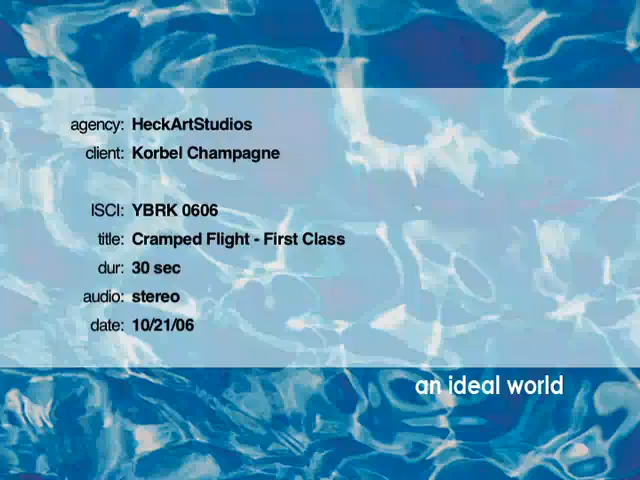 agency: HeckArtStudios
client: Korbel Champagne
ISCI: YBRK 0606
title: Cramped Flight - First Class
dur: 30 sec
audio: stereo
date: 10/21/06
an ideal world